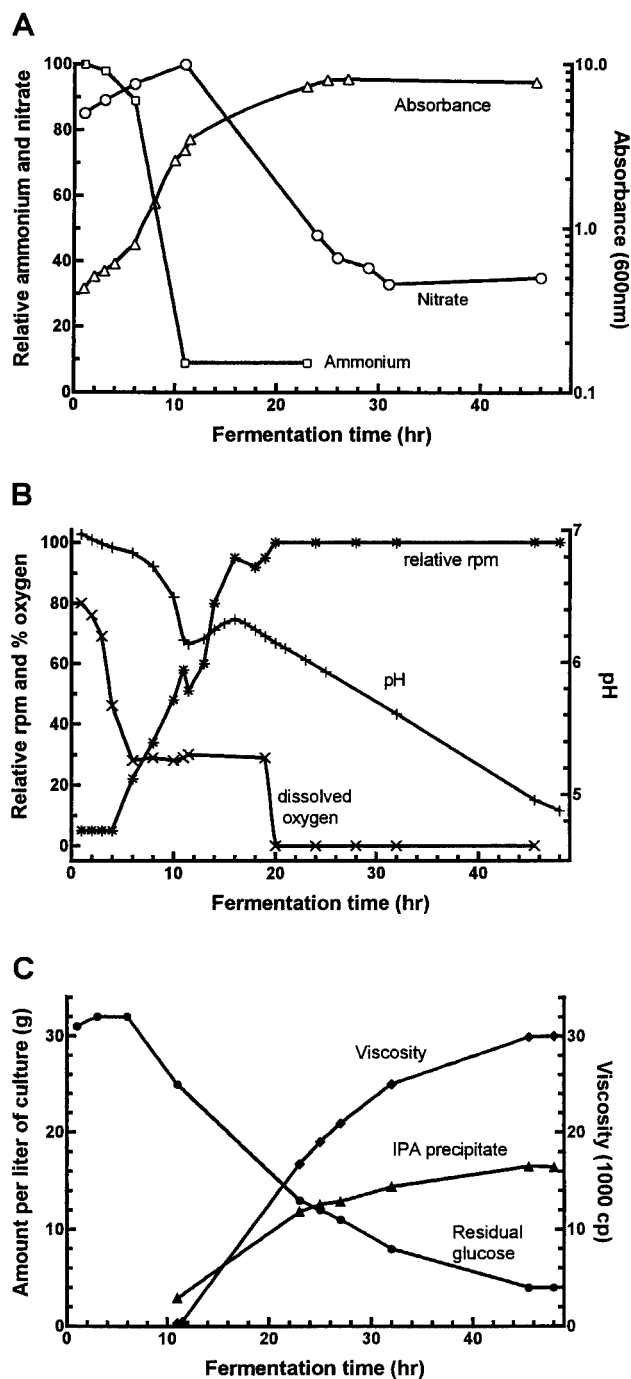 A
Relative ammonium and nitrate
100
80
60
40
20
0
10.0
1.0
0.1
Absorbance (600nm)
Absorbance
Nitrate
Ammonium
0 10 20 30 40
Fermentation time (hr)
B
Relative rpm and % oxygen
100
80
60
40
20
0
7
6
5
pH
relative rpm
pH
dissolved
oxygen
0 10 20 30 40
Fermentation time (hr)
C
Amount per liter of culture (g)
30
20
10
0
30
20
10
0
Viscosity (1000 cp)
Viscosity
IPA precipitate
Residual
glucose
0 10 20 30 40
Fermentation time (hr)